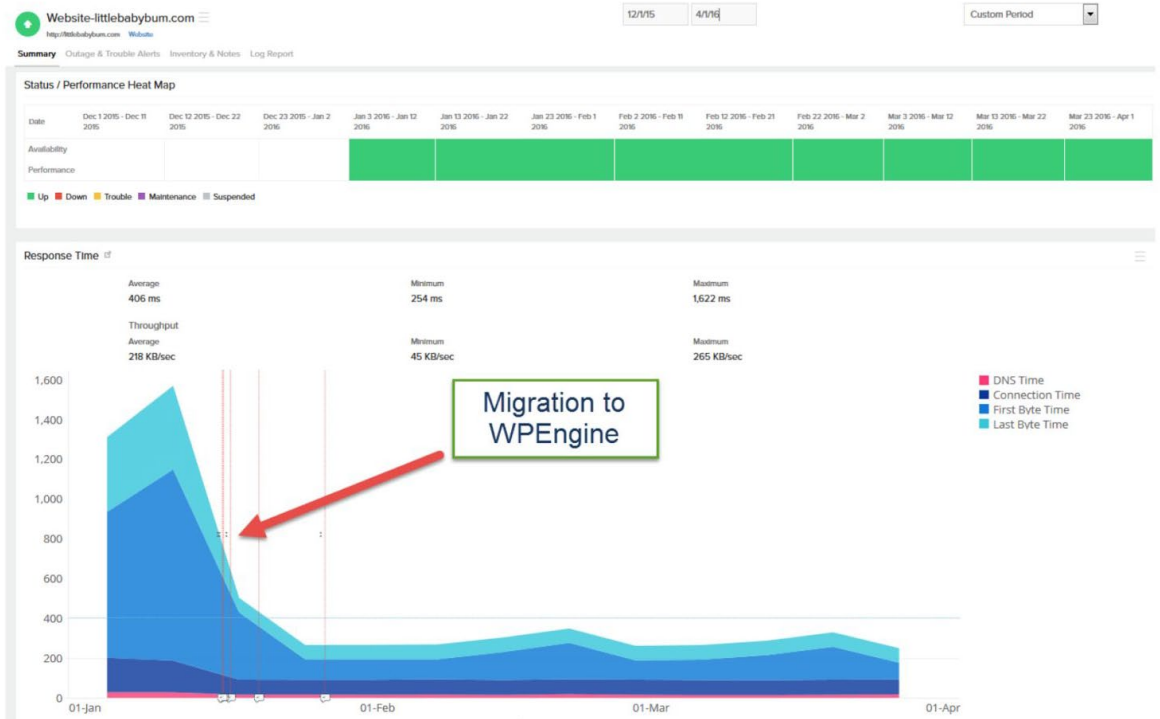 Website-littlebabybum.com
12/1/15 4/1/16 Custom Period
http://littlebabybum.com Website
Summary Outage & Trouble Alerts Inventory & Notes Log Report
Status / Performance Heat Map
Date Dec 1 2015 - Dec 11 2015 Dec 12 2015 - Dec 22 2015 Dec 23 2015 - Jan 2 2016 Jan 3 2016 - Jan 12 2016 Jan 13 2016 - Jan 22 2016 Jan 23 2016 - Feb 1 2016 Feb 2 2016 - Feb 11 2016 Feb 12 2016 - Feb 21 2016 Feb 22 2016 - Mar 2 2016 Mar 3 2016 - Mar 12 2016 Mar 13 2016 - Mar 22 2016 Mar 23 2016 - Apr 1 2016
Availability
Performance
Up Down Trouble Maintenance Suspended
Response Time
Average Minimum Maximum
406 ms 254 ms 1,622 ms
Throughput
Average Minimum Maximum
218 KB/sec 45 KB/sec 265 KB/sec
Migration to
WPEngine
DNS Time
Connection Time
First Byte Time
Last Byte Time
1,600
1,400
1,200
1,000
800
600
400
200
0
01-Jan 01-Feb 01-Mar 01-Apr